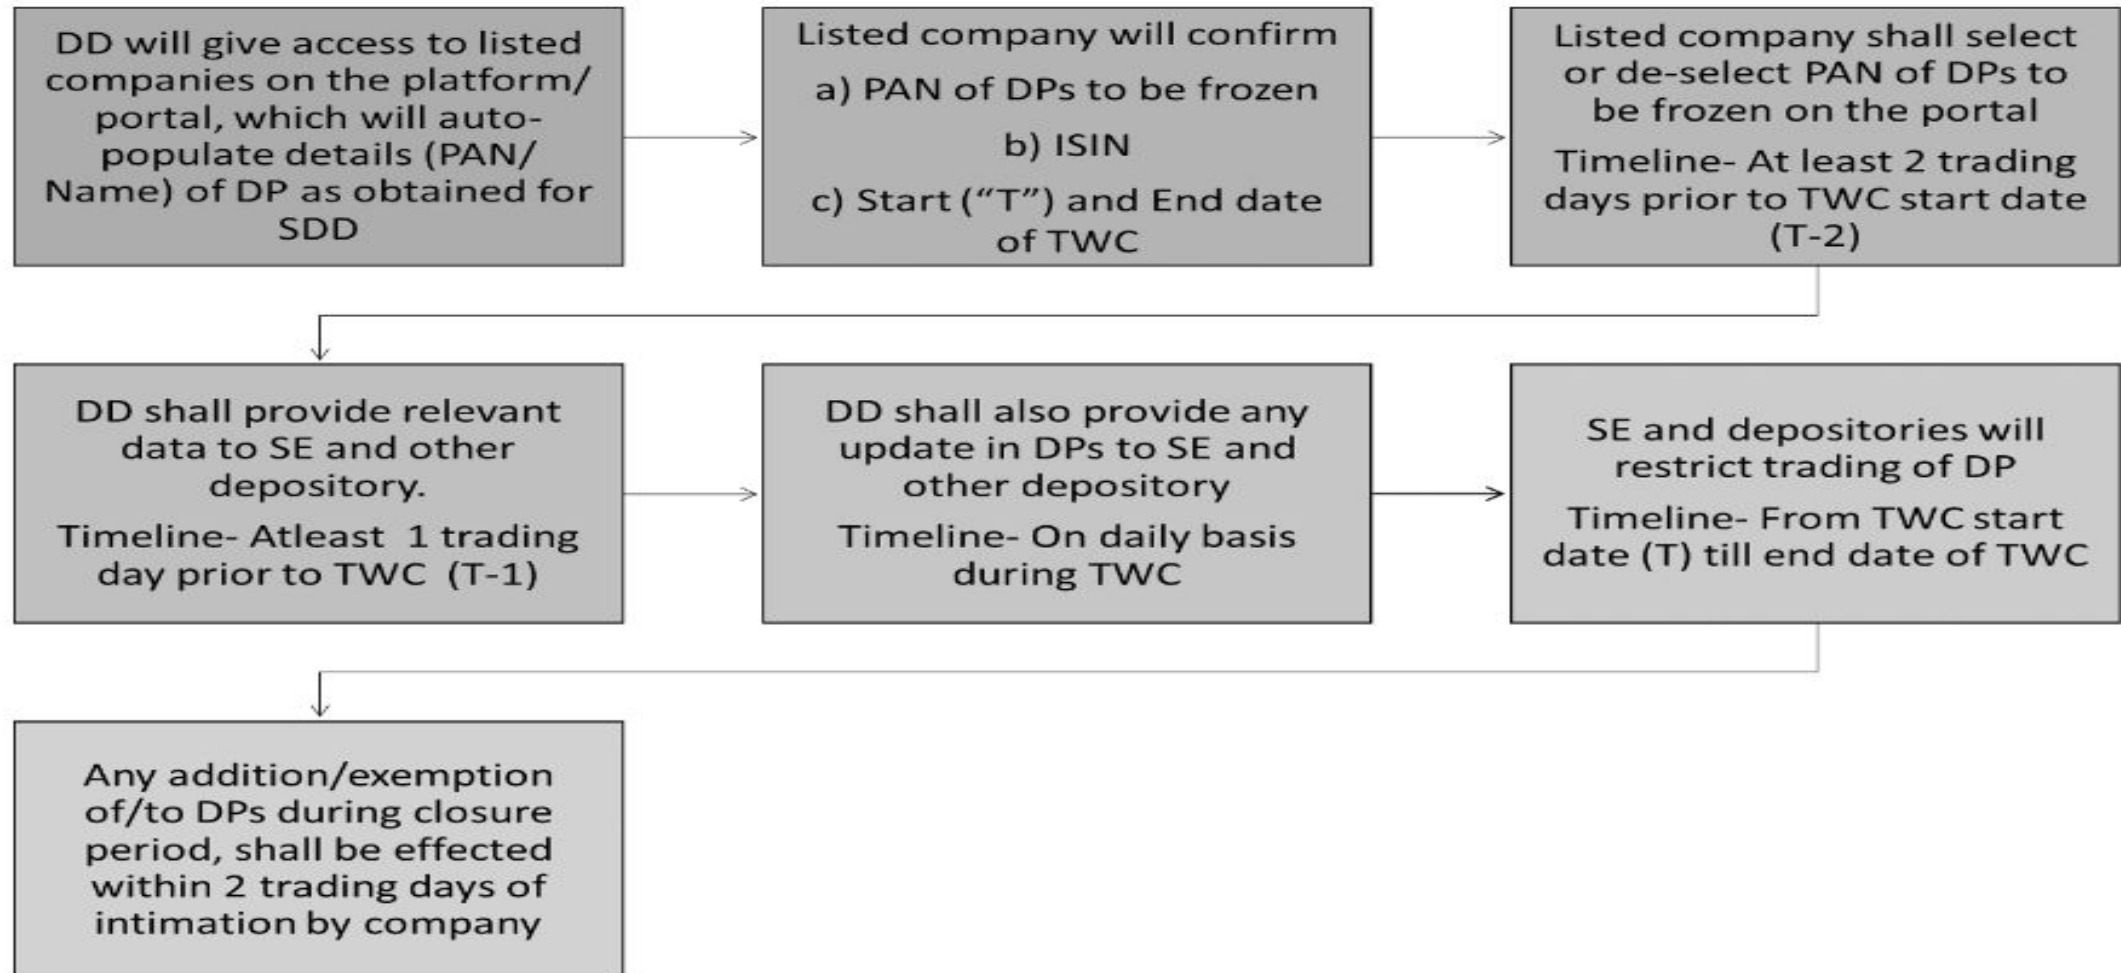 DD will give access to listed
companies on the platform/
portal, which will auto-
populate details (PAN/
Name) of DP as obtained for
SDD
Listed company will confirm
a) PAN of DPs to be frozen
b) ISIN
c) Start (“T”) and End date
of TWC
Listed company shall select
or de-select PAN of DPs to
be frozen on the portal
Timeline- At least 2 trading
days prior to TWC start date
(T-2)
DD shall provide relevant
data to SE and other
depository.
Timeline- Atleast 1 trading
day prior to TWC (T-1)
DD shall also provide any
update in DPs to SE and
other depository
Timeline- On daily basis
during TWC
SE and depositories will
restrict trading of DP
Timeline- From TWC start
date (T) till end date of TWC
Any addition/exemption
of/to DPs during closure
period, shall be effected
within 2 trading days of
intimation by company